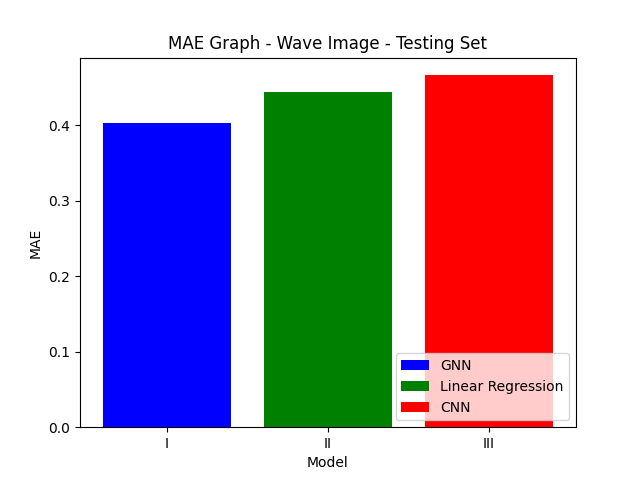 MAE Graph - Wave Image - Testing Set
MAE
0.4
0.3
0.2
0.1
0.0
GNN
Linear Regression
CNN
I
II
III
Model